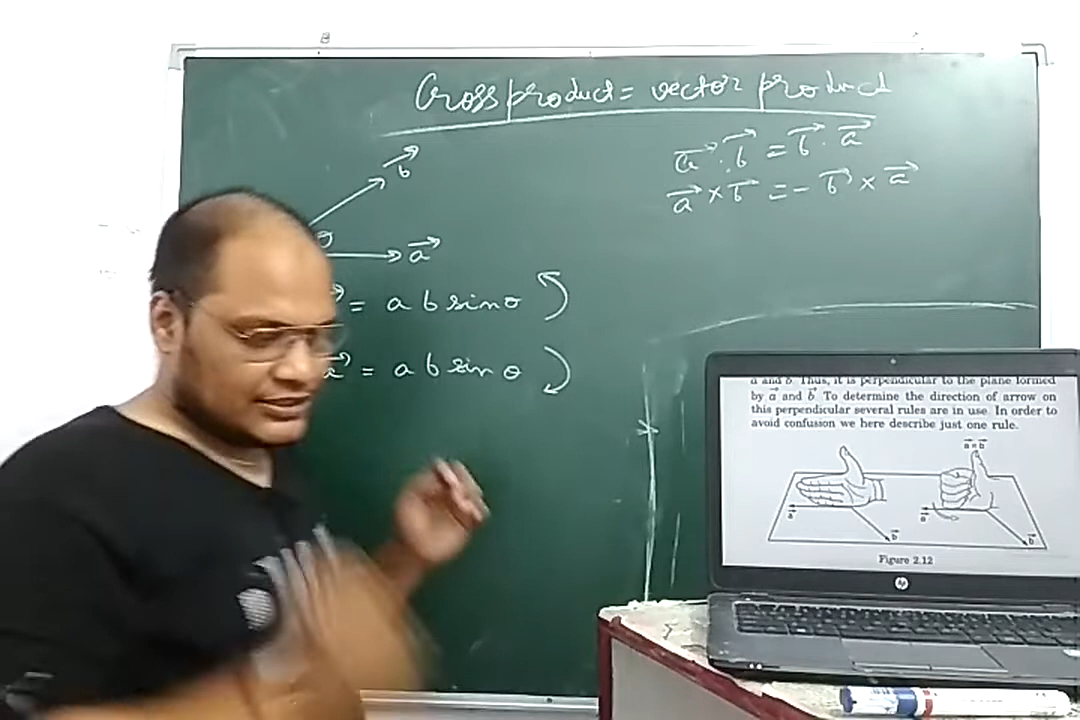 Cross product = vector product
a⃗ · b⃗ = b⃗ · a⃗
a⃗ × b⃗ = - b⃗ × a⃗
b⃗
θ
a⃗
= a b sin θ
a⃗ = a b sin θ
a⃗ and b⃗. Thus, it is perpendicular to the plane formed
by a⃗ and b⃗. To determine the direction of arrow on
this perpendicular several rules are in use. In order to
avoid confusion we here describe just one rule.
a⃗ × b⃗
a⃗
b⃗
a⃗
b⃗
Figure 2.12
hp